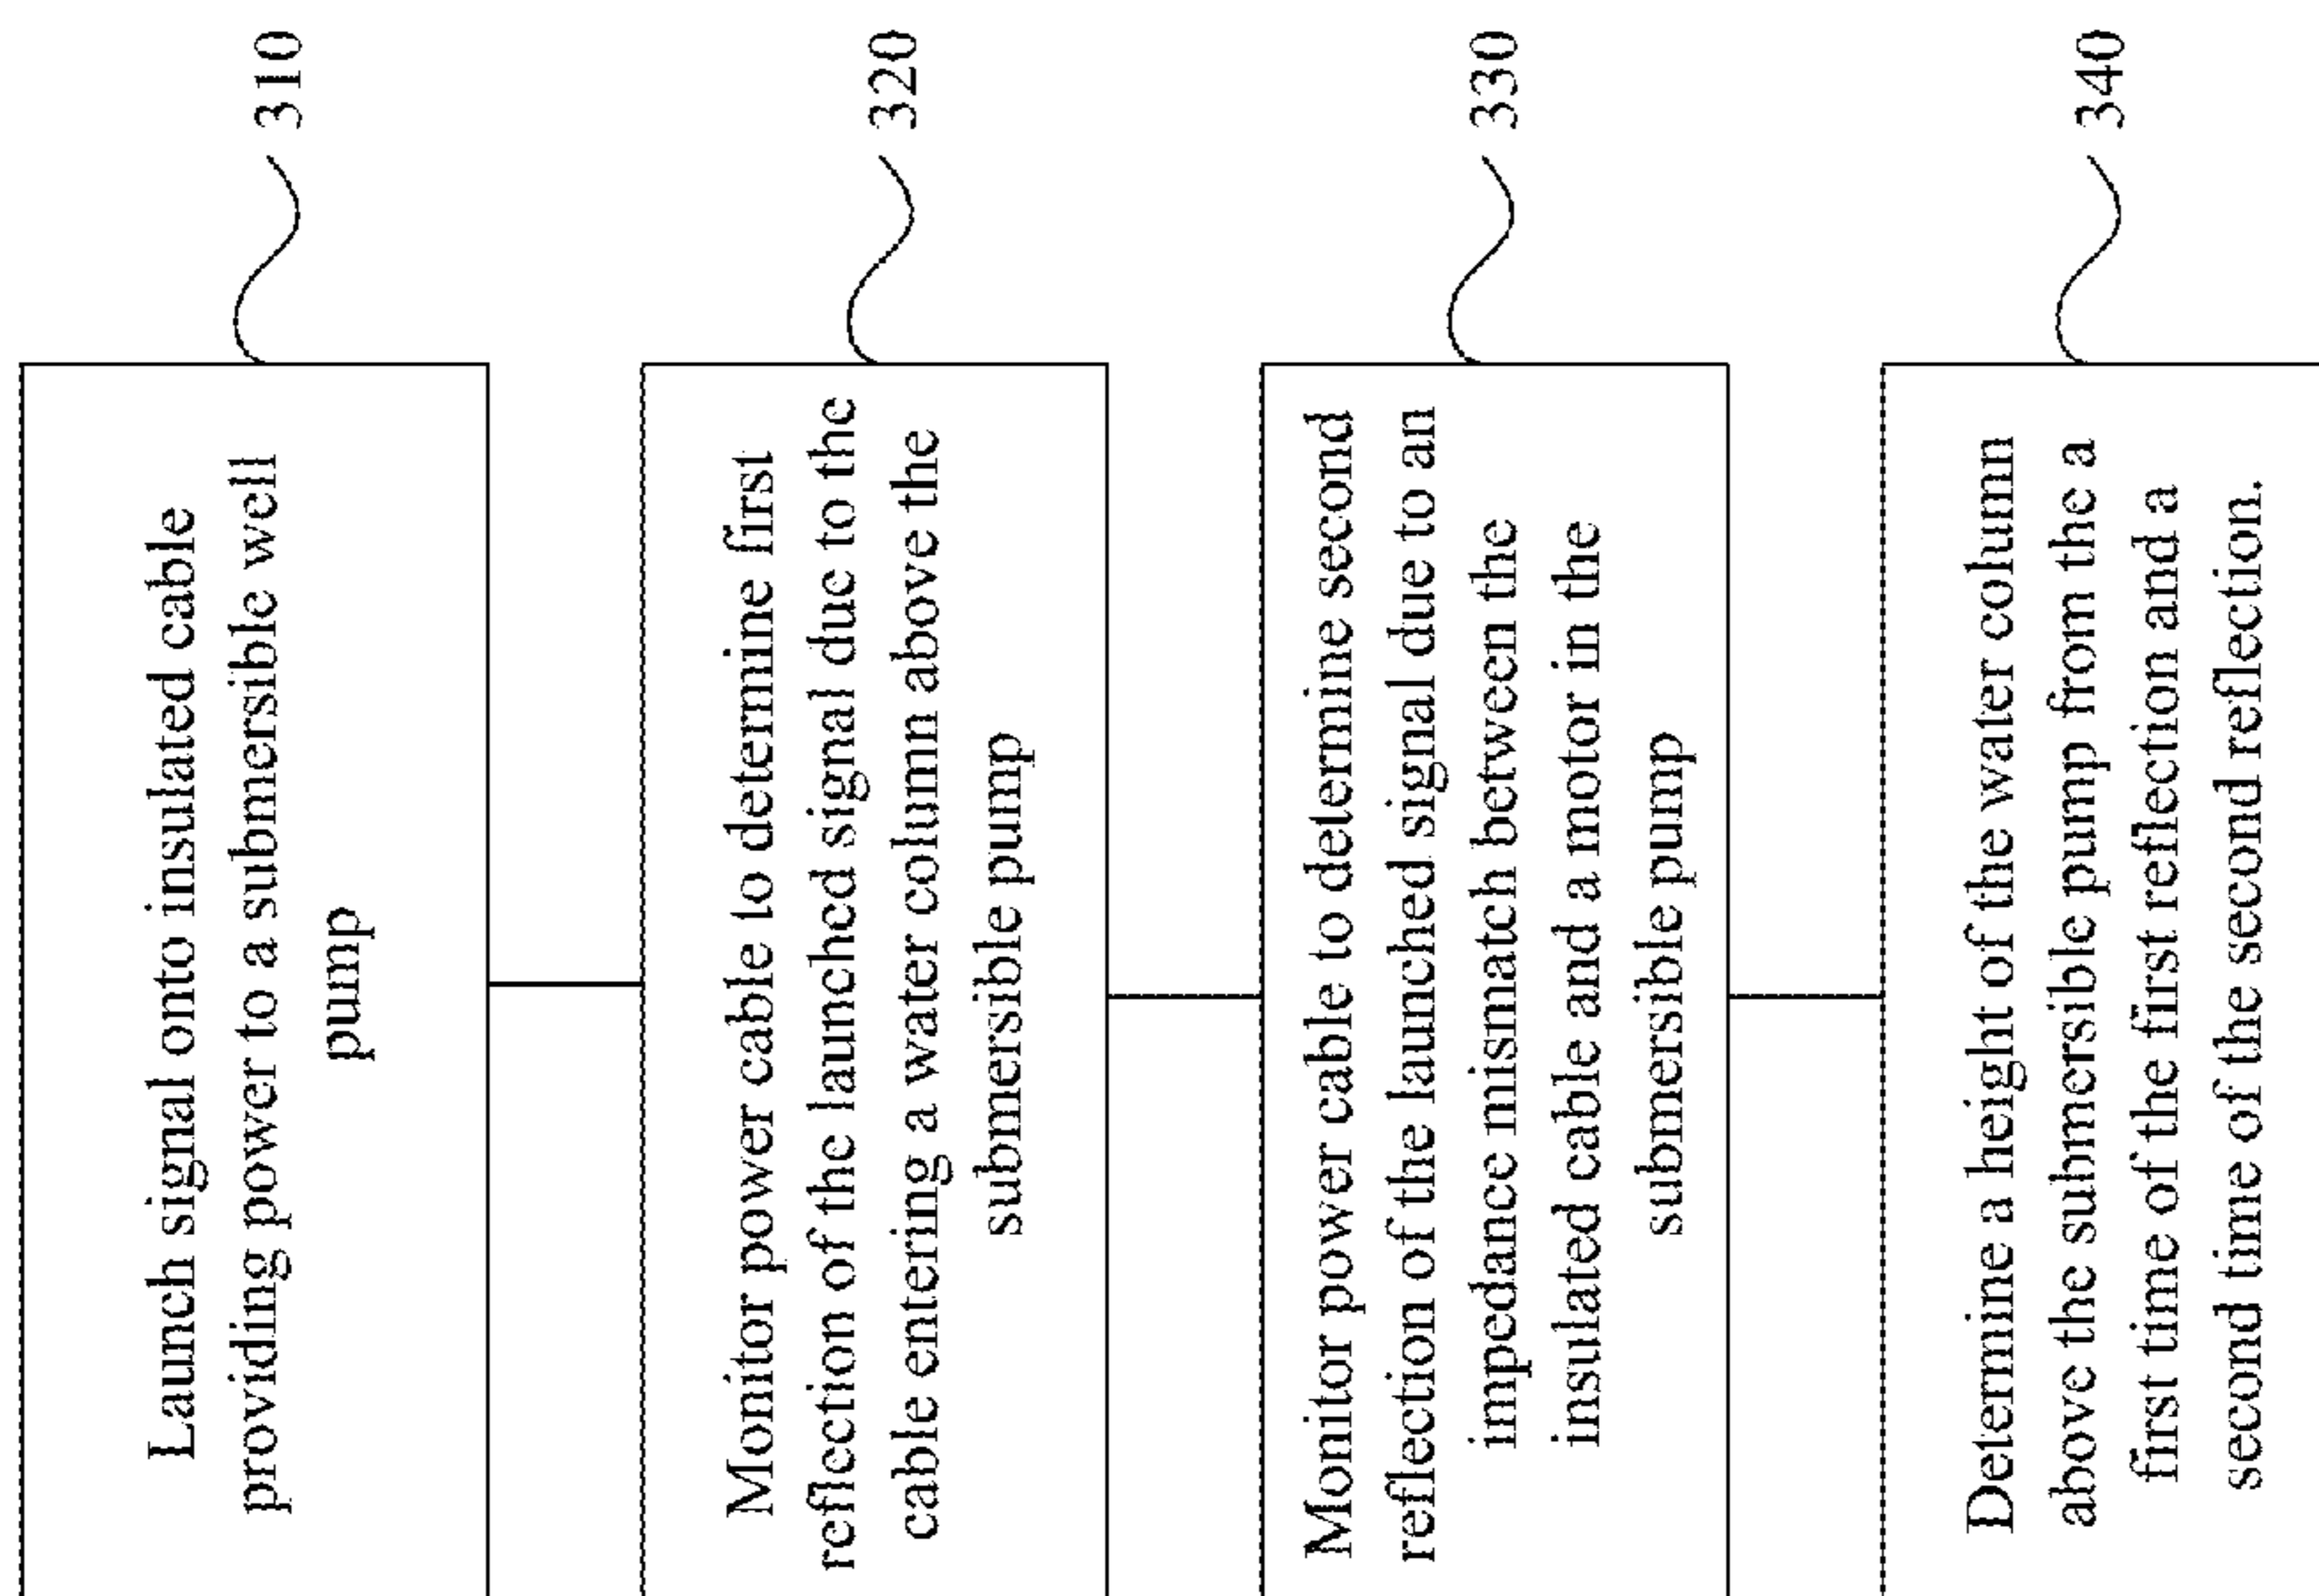 Launch signal onto insulated cable
providing power to a submersible well
pump
310
Monitor power cable to determine first
reflection of the launched signal due to the
cable entering a water column above the
submersible pump
320
Monitor power cable to determine second
reflection of the launched signal due to an
impedance mismatch between the
insulated cable and a motor in the
submersible pump
330
Determine a height of the water column
above the submersible pump from the a
first time of the first reflection and a
second time of the second reflection.
340